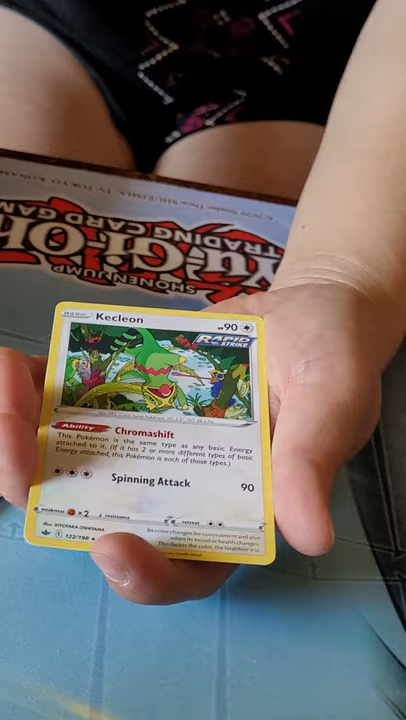 YU-GI-OH!
TRADING CARD GAME
SHONEN JUMP
BASIC Kecleon HP 90
RAPID
STRIKE
Ability Chromashift
This Pokémon is the same type as any basic Energy
attached to it. (If it has 2 or more different types of basic
Energy attached, this Pokémon is each of those types.)
Spinning Attack 90
weakness ×2 resistance retreat
KIYOTAKA OSHIYAMA
122/198
Its color changes for concealment and also
when its mood or health changes.
The darker the color, the healthier it is.